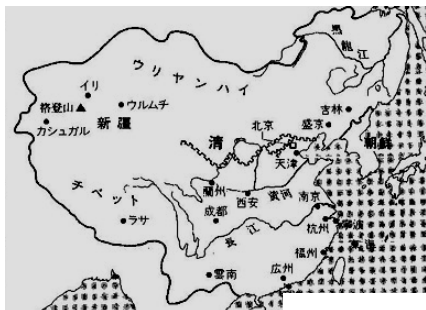 黒龍江
ウリヤンハイ
イリ
格登山
ウルムチ
カシュガル
新疆
吉林
盛京
北京
清
天津
朝鮮
チベット
蘭州
西安
黄河
南京
ラサ
成都
長江
杭州
寧波
福州
雲南
広州